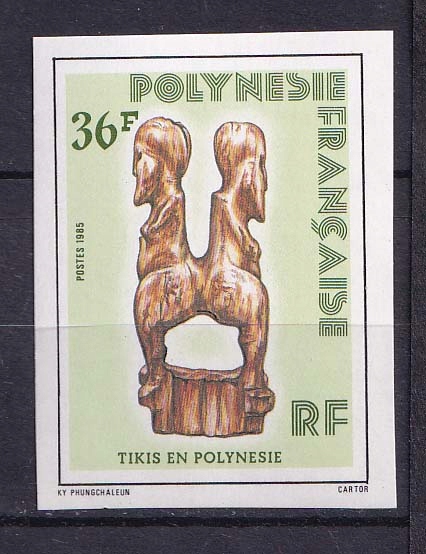 POLYNESIE
FRANÇAISE
36F
POSTES 1985
RF
TIKIS EN POLYNESIE
KY PHUNGCHALEUN
CARTOR